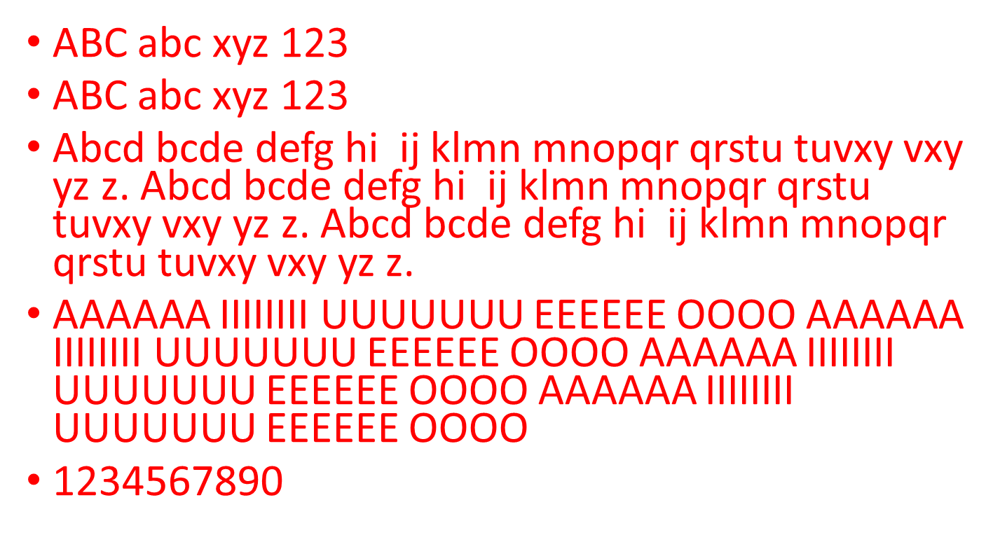 • ABC abc xyz 123
• ABC abc xyz 123
• Abcd bcde defg hi  ij klmn mnopqr qrstu tuvxy vxy
yz z. Abcd bcde defg hi  ij klmn mnopqr qrstu
tuvxy vxy yz z. Abcd bcde defg hi  ij klmn mnopqr
qrstu tuvxy vxy yz z.
• AAAAAA IIIIIIII UUUUUUU EEEEEE OOOO AAAAAA
IIIIIIII UUUUUUU EEEEEE OOOO AAAAAA IIIIIIII
UUUUUUU EEEEEE OOOO AAAAAA IIIIIIII
UUUUUUU EEEEEE OOOO
• 1234567890